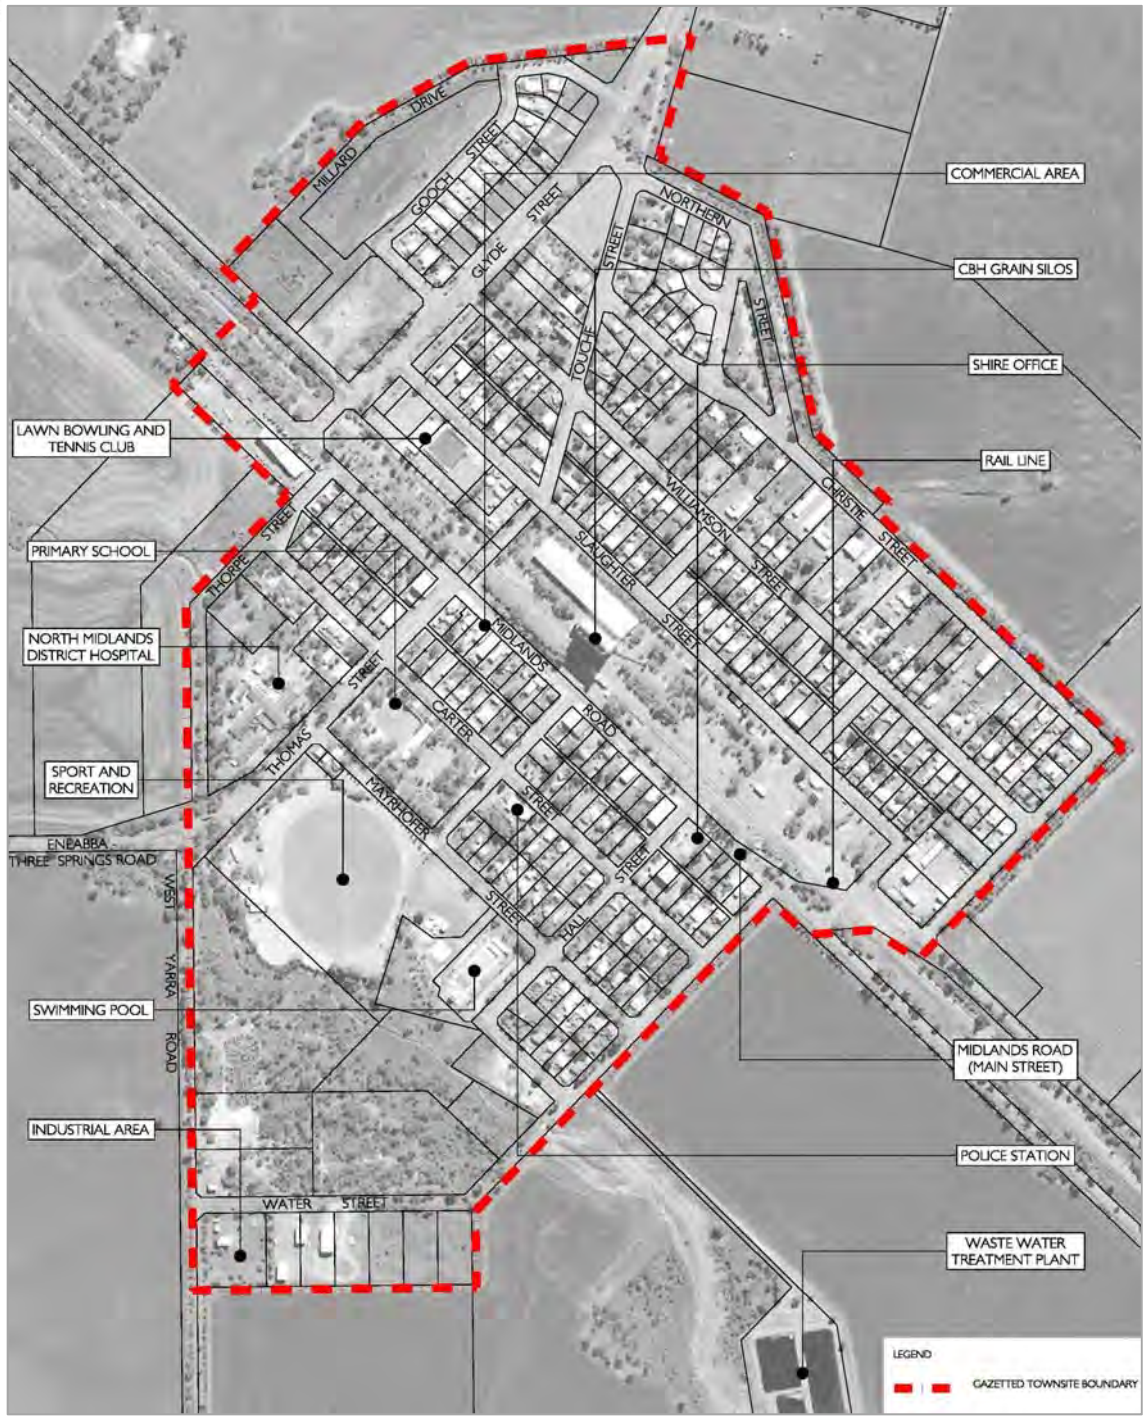 MILLARD DRIVE
GOOCH STREET
GLYDE STREET
NORTHERN STREET
TOUCHE STREET
COMMERCIAL AREA
CBH GRAIN SILOS
SHIRE OFFICE
LAWN BOWLING AND
TENNIS CLUB
RAIL LINE
WILLIAMSON STREET
CHRISTIE STREET
SLAUGHTER STREET
THORPE STREET
PRIMARY SCHOOL
NORTH MIDLANDS
DISTRICT HOSPITAL
MIDLANDS ROAD
THOMAS STREET
CARTER STREET
MAYRHOFER STREET
HALL STREET
SPORT AND
RECREATION
ENEABBA -
THREE SPRINGS ROAD
WEST YARRA ROAD
SWIMMING POOL
MIDLANDS ROAD
(MAIN STREET)
INDUSTRIAL AREA
POLICE STATION
WATER STREET
WASTE WATER
TREATMENT PLANT
LEGEND
GAZETTED TOWNSITE BOUNDARY